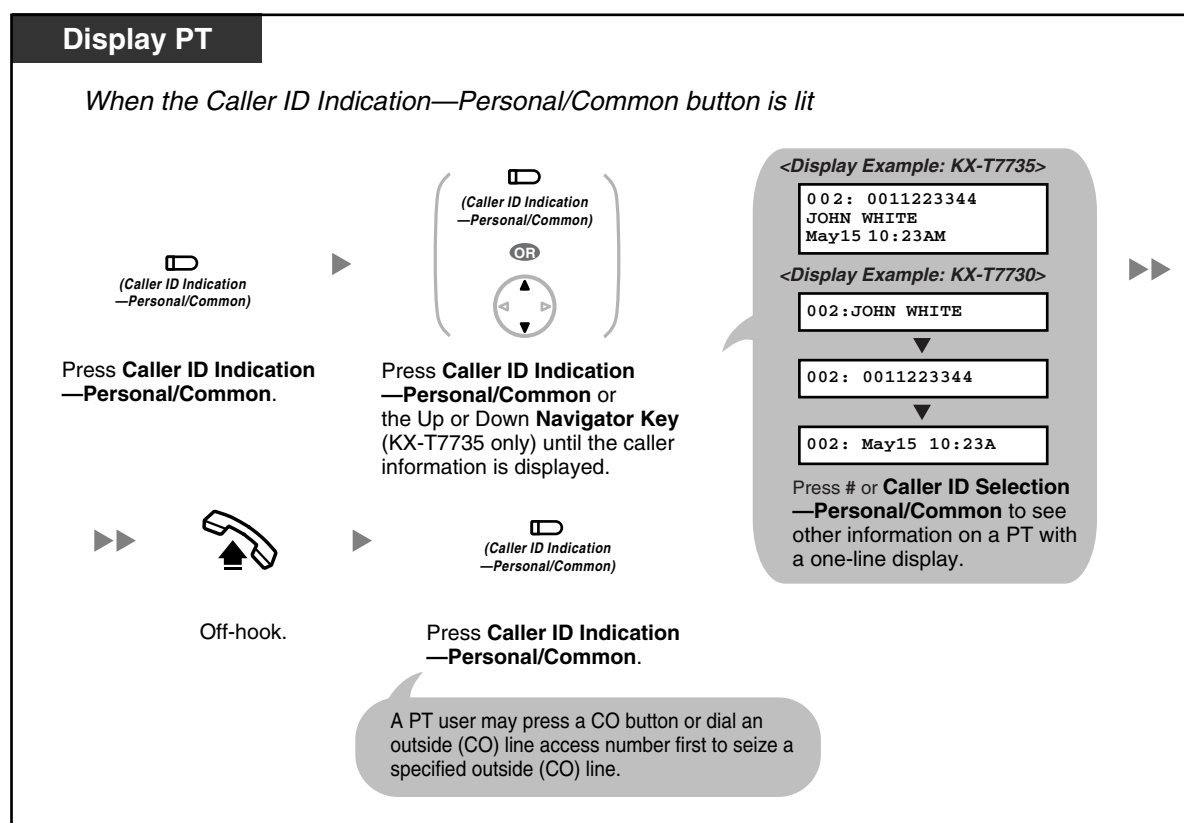 Display PT
When the Caller ID Indication—Personal/Common button is lit
(Caller ID Indication
—Personal/Common)
Press Caller ID Indication
—Personal/Common.
(Caller ID Indication
—Personal/Common)
OR
Press Caller ID Indication
—Personal/Common or
the Up or Down Navigator Key
(KX-T7735 only) until the caller
information is displayed.
<Display Example: KX-T7735>
002: 0011223344
JOHN WHITE
May15 10:23AM
<Display Example: KX-T7730>
002:JOHN WHITE
002: 0011223344
002: May15 10:23A
Press # or Caller ID Selection
—Personal/Common to see
other information on a PT with
a one-line display.
Off-hook.
(Caller ID Indication
—Personal/Common)
Press Caller ID Indication
—Personal/Common.
A PT user may press a CO button or dial an
outside (CO) line access number first to seize a
specified outside (CO) line.